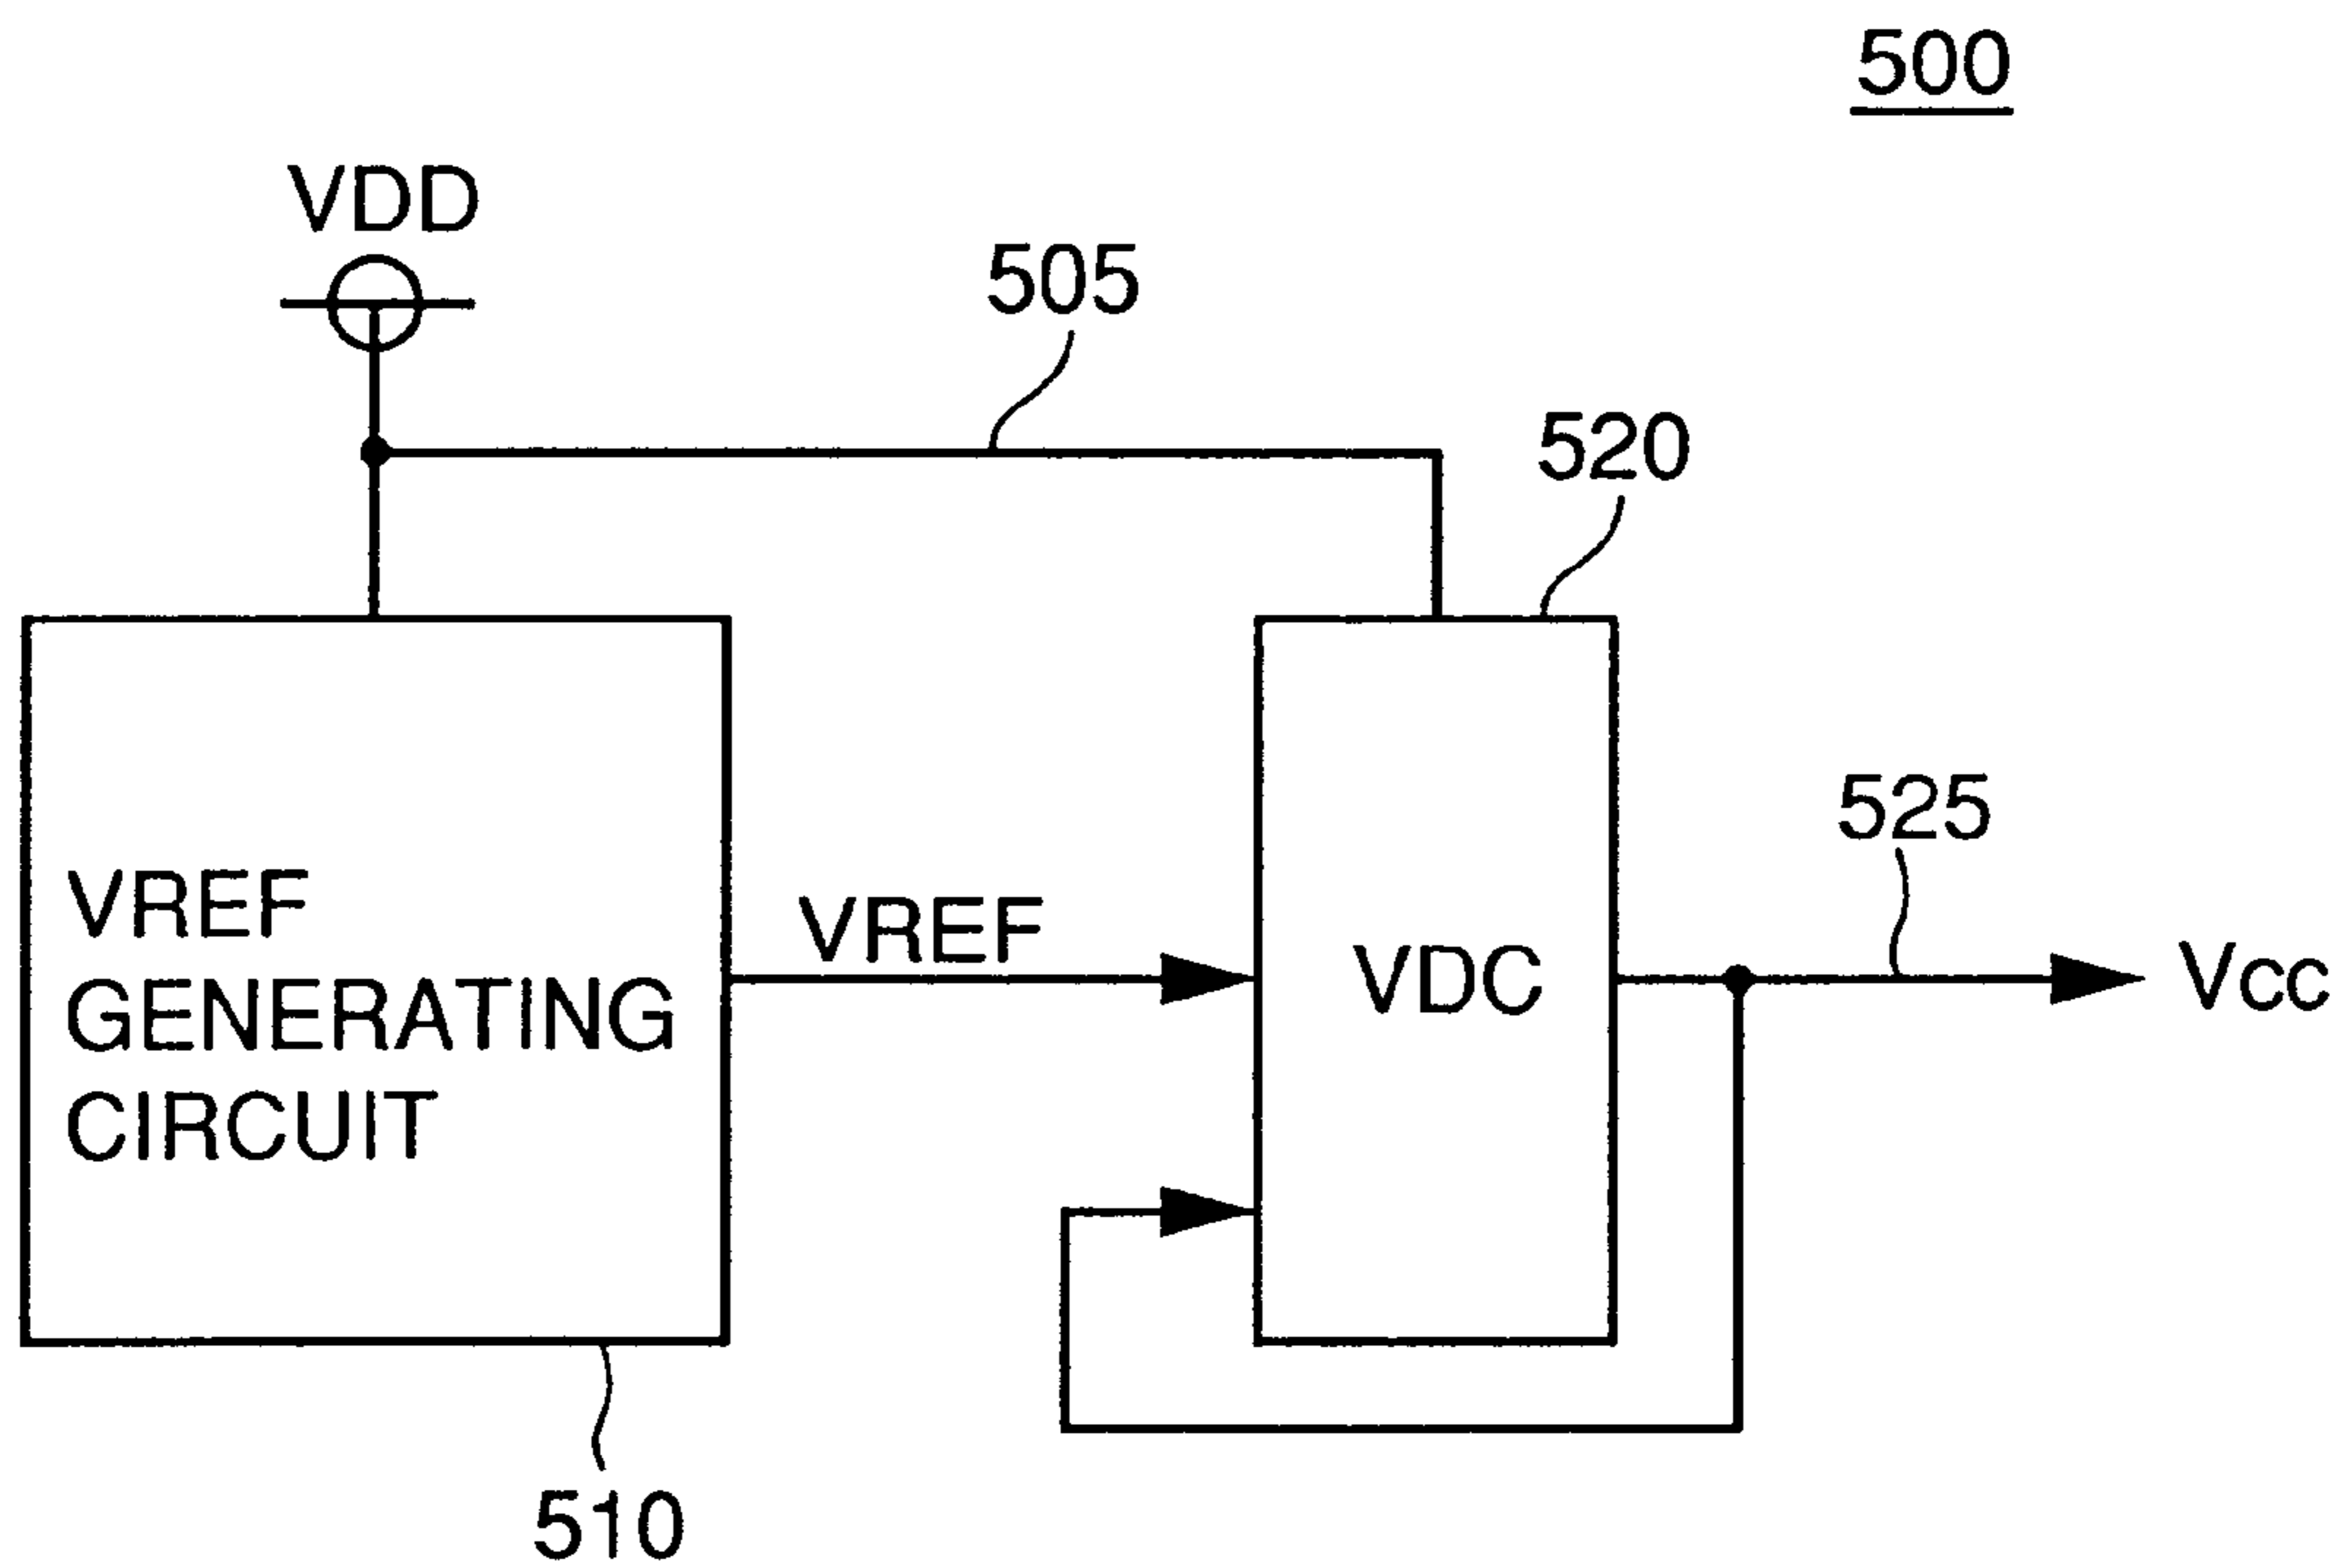 500
VDD
505
520
525
VREF
GENERATING
CIRCUIT
VREF
VDC
Vcc
510